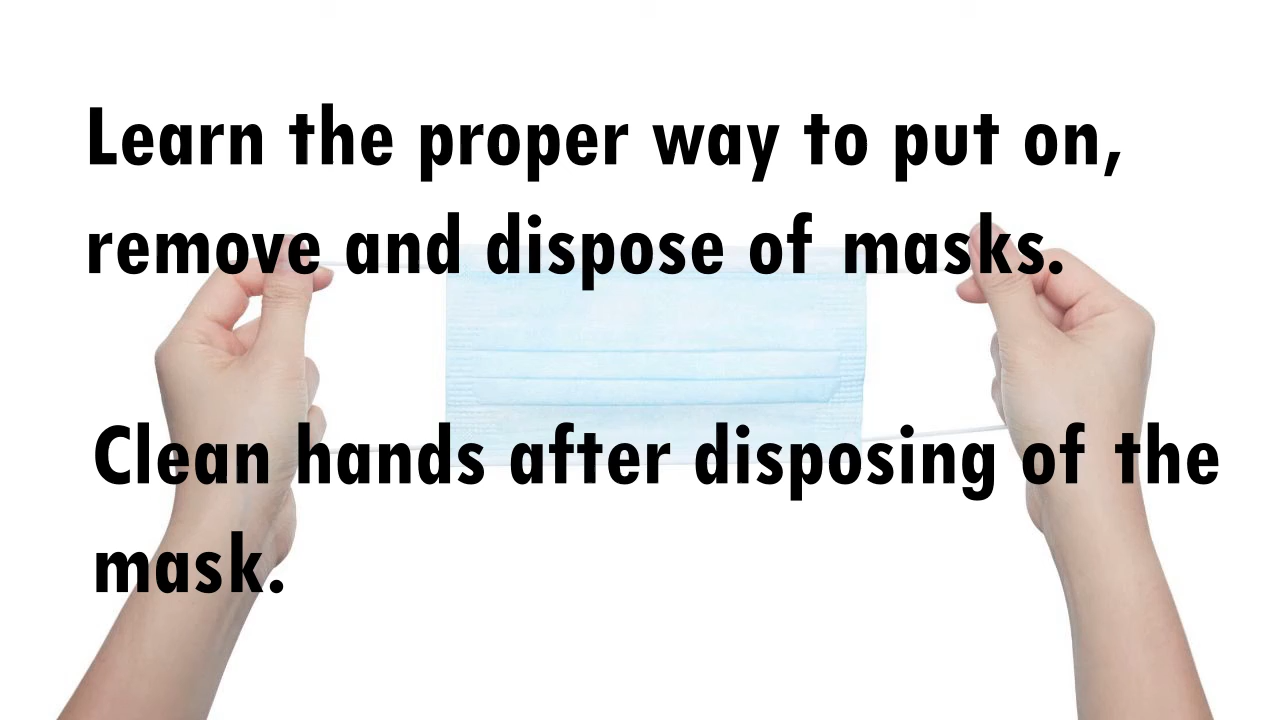 Learn the proper way to put on,
remove and dispose of masks.
Clean hands after disposing of the
mask.